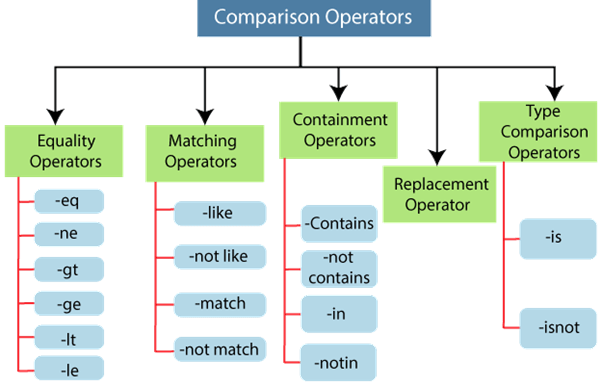 Comparison Operators
Equality
Operators
-eq
-ne
-gt
-ge
-lt
-le
Matching
Operators
-like
-not like
-match
-not match
Containment
Operators
-Contains
-not
contains
-in
-notin
Replacement
Operator
Type
Comparison
Operators
-is
-isnot